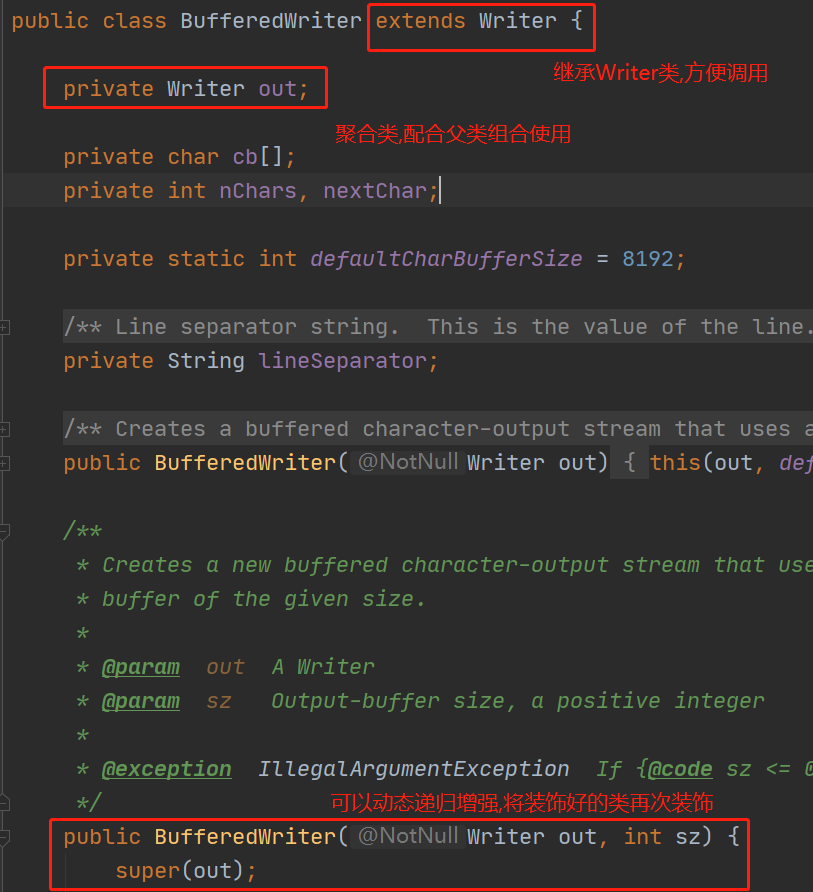 public class BufferedWriter extends Writer {
继承Writer类,方便调用
private Writer out;
聚合类,配合父类组合使用
private char cb[];
private int nChars, nextChar;
private static int defaultCharBufferSize = 8192;
/** Line separator string.  This is the value of the line.
private String lineSeparator;
/** Creates a buffered character-output stream that uses a
public BufferedWriter( @NotNull Writer out) { this(out, def
/**
* Creates a new buffered character-output stream that use
* buffer of the given size.
*
* @param  out  A Writer
* @param  sz   Output-buffer size, a positive integer
*
* @exception  IllegalArgumentException  If {@code sz <= 0
*/
可以动态递归增强,将装饰好的类再次装饰
public BufferedWriter( @NotNull Writer out, int sz) {
super(out);